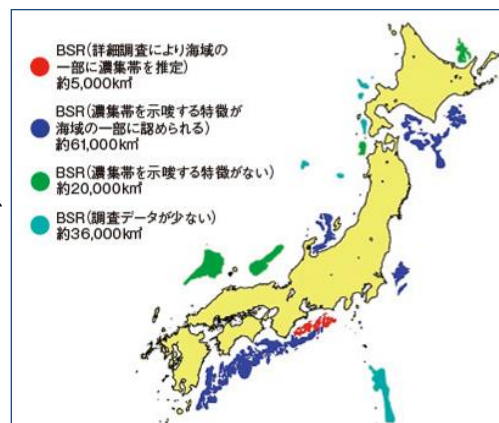 BSR(詳細調査により海域の
一部に濃集帯を推定)
約5,000km²
BSR(濃集帯を示唆する特徴が
海域の一部に認められる)
約61,000km²
BSR(濃集帯を示唆する特徴がない)
約20,000km²
BSR(調査データが少ない)
約36,000km²